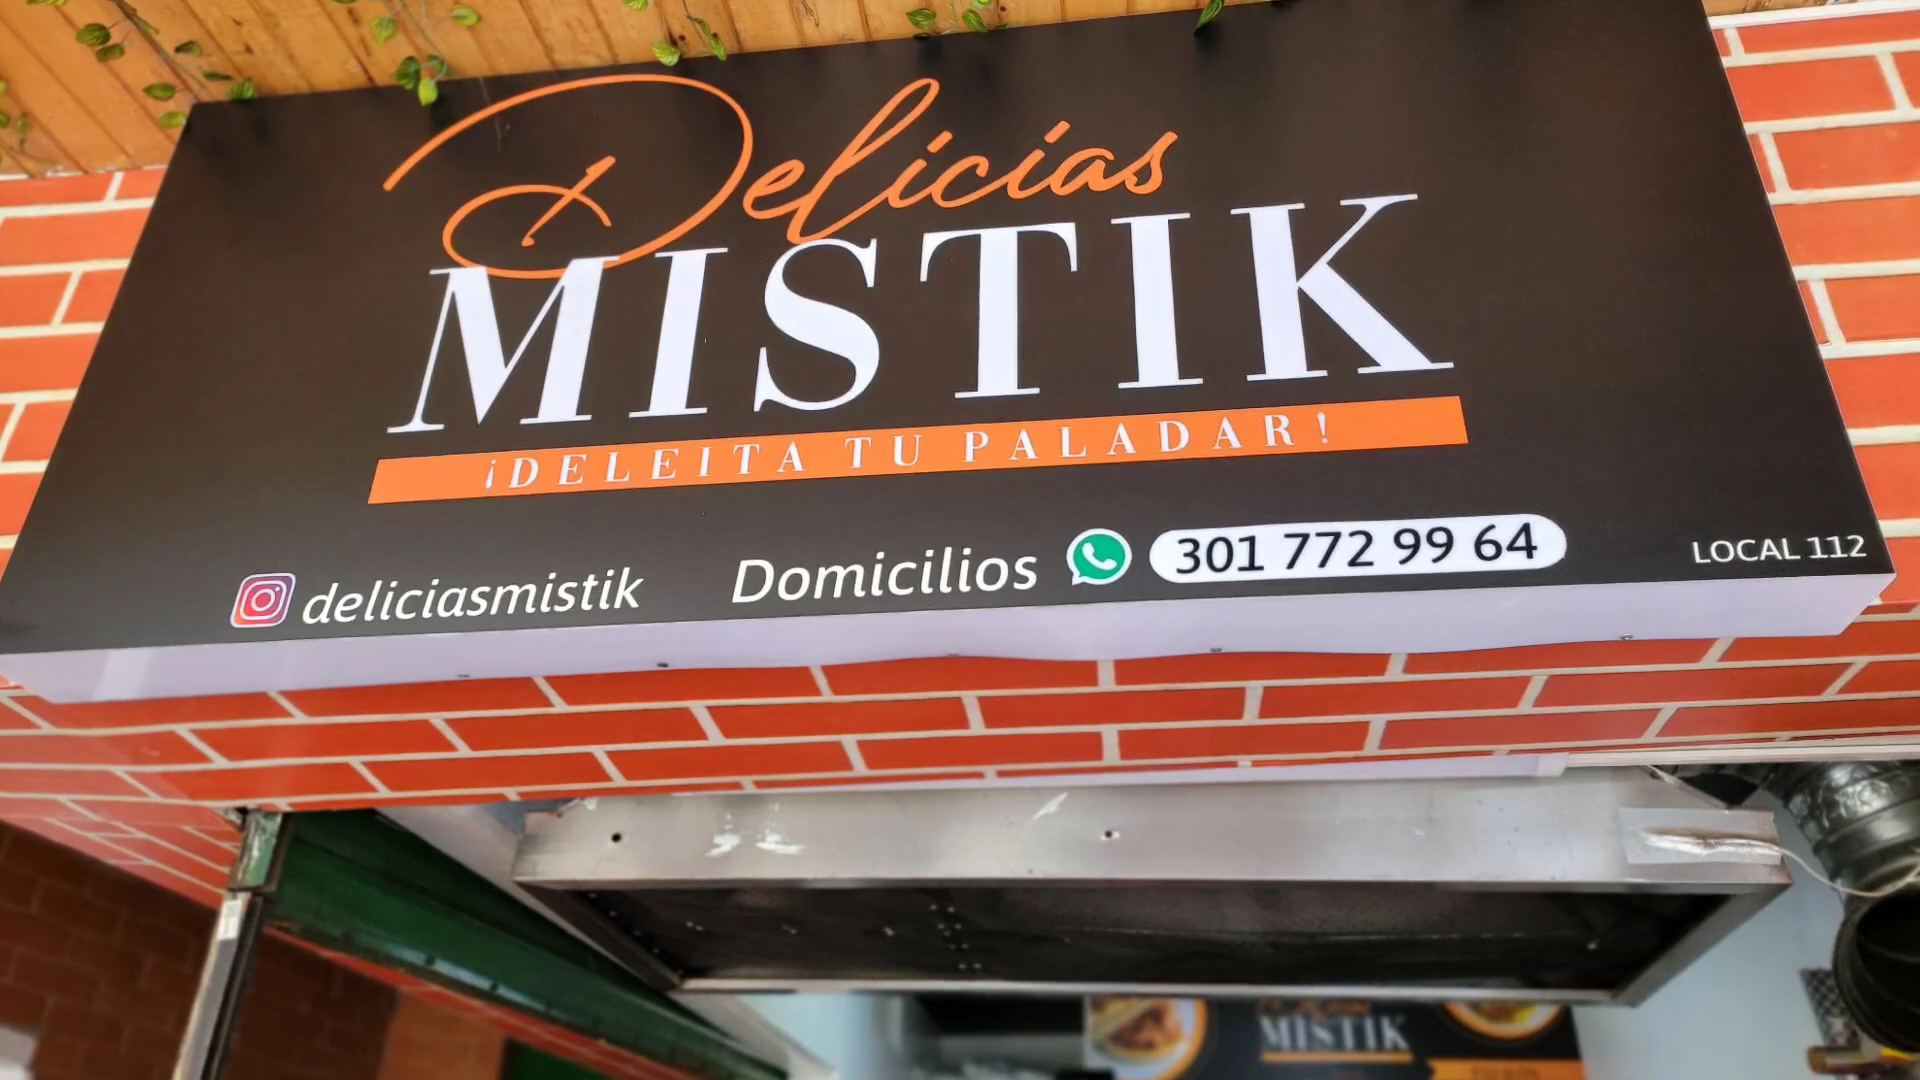 Delicias
MISTIK
¡DELEITA TU PALADAR!
deliciasmistik Domicilios 301 772 99 64 LOCAL 112
MISTIK